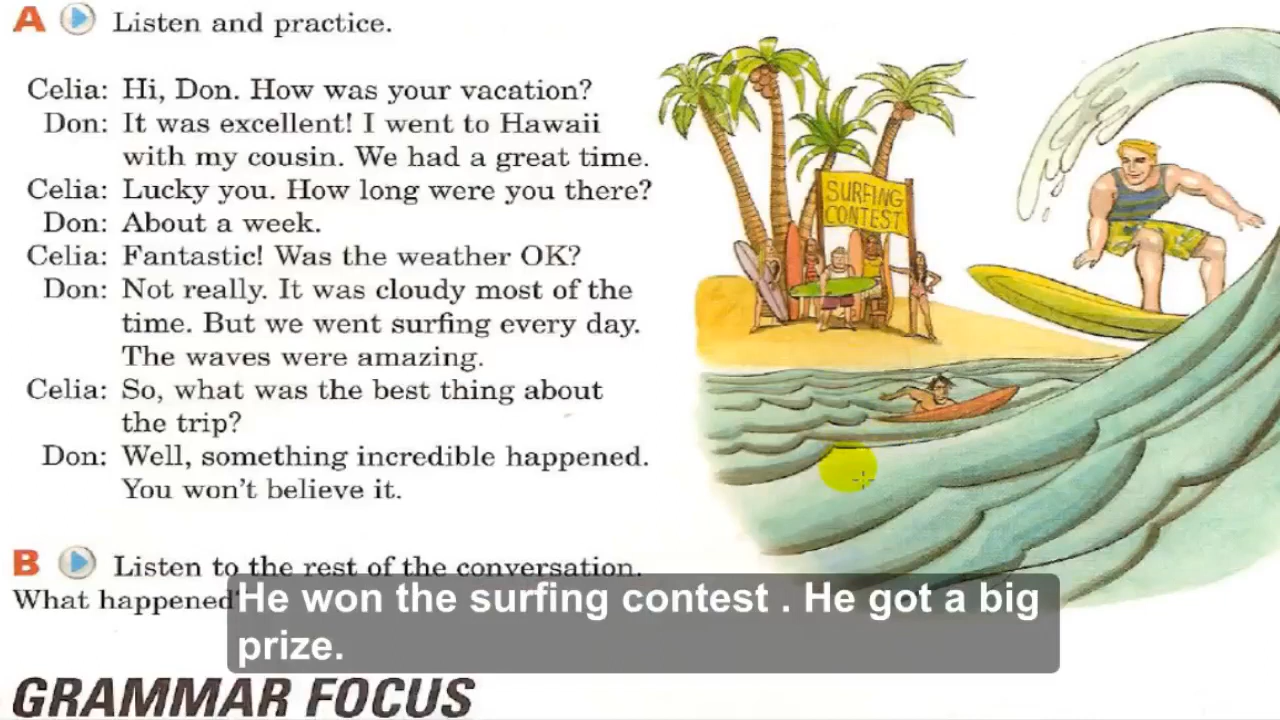 A Listen and practice.
Celia: Hi, Don. How was your vacation?
Don: It was excellent! I went to Hawaii
with my cousin. We had a great time.
Celia: Lucky you. How long were you there?
Don: About a week.
Celia: Fantastic! Was the weather OK?
Don: Not really. It was cloudy most of the
time. But we went surfing every day.
The waves were amazing.
Celia: So, what was the best thing about
the trip?
Don: Well, something incredible happened.
You won't believe it.
SURFING
CONTEST
B Listen to the rest of the conversation.
What happened?
He won the surfing contest . He got a big
prize.
GRAMMAR FOCUS